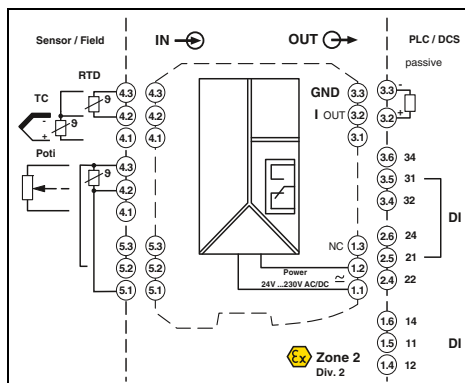 Sensor / Field
IN
OUT
PLC / DCS
passive
RTD
TC
ϑ
ϑ
-
+
4.3
4.2
4.1
4.3
4.2
4.1
GND
I OUT
3.3
3.2
3.1
3.3
3.2
-
+
Poti
ϑ
4.3
4.2
4.1
3.6 34
3.5 31
3.4 32
DI
5.3
5.2
5.1
5.3
5.2
5.1
NC
1.3
1.2
1.1
Power
24V ...230V AC/DC
2.6 24
2.5 21
2.4 22
Ex
Zone 2
Div. 2
1.6 14
1.5 11
1.4 12
DI